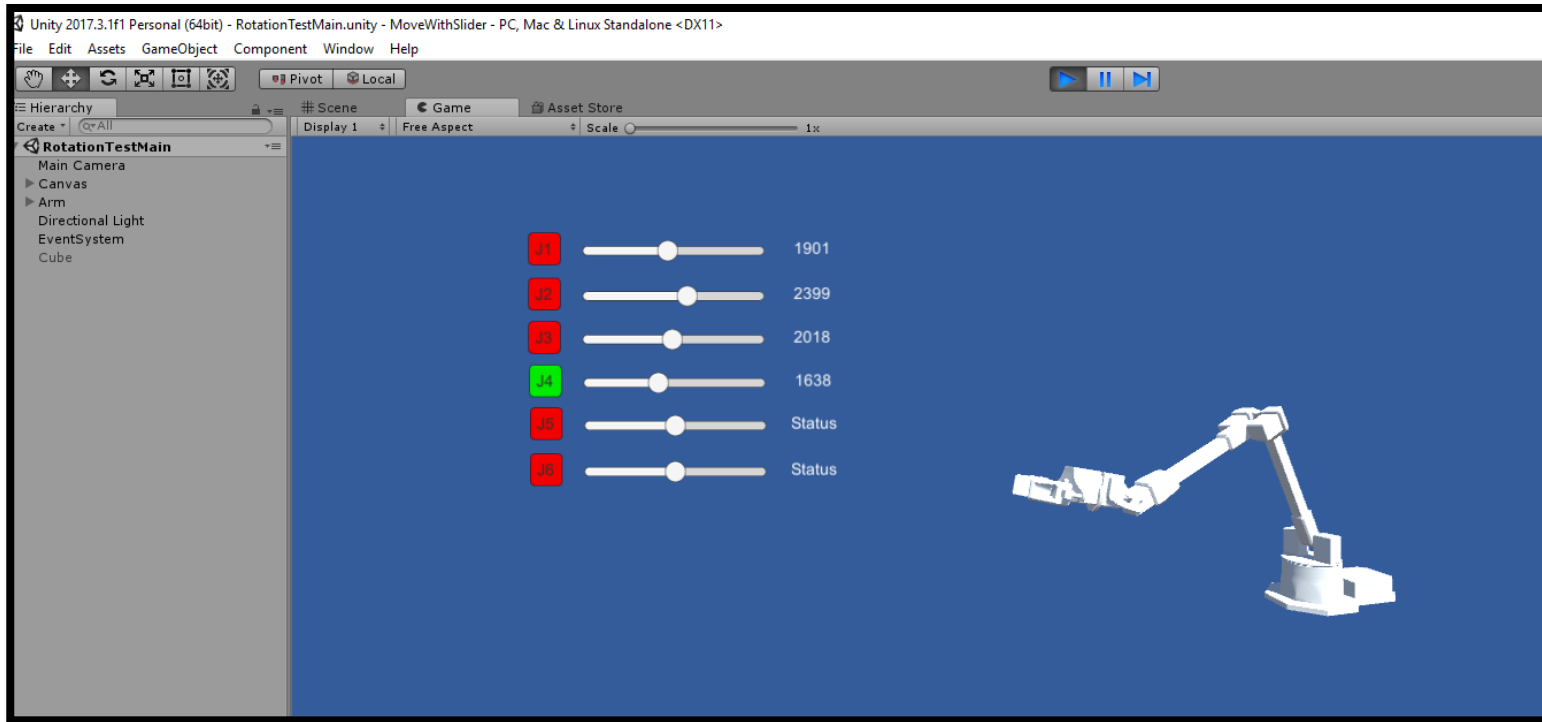 Unity 2017.3.1f1 Personal (64bit) - RotationTestMain.unity - MoveWithSlider - PC, Mac & Linux Standalone <DX11>
File Edit Assets GameObject Component Window Help
Pivot Local
Hierarchy
Scene Game Asset Store
Create All
Display 1 Free Aspect Scale 1x
RotationTestMain
Main Camera
Canvas
Arm
Directional Light
EventSystem
Cube
J1 1901
J2 2399
J3 2018
J4 1638
J5 Status
J6 Status